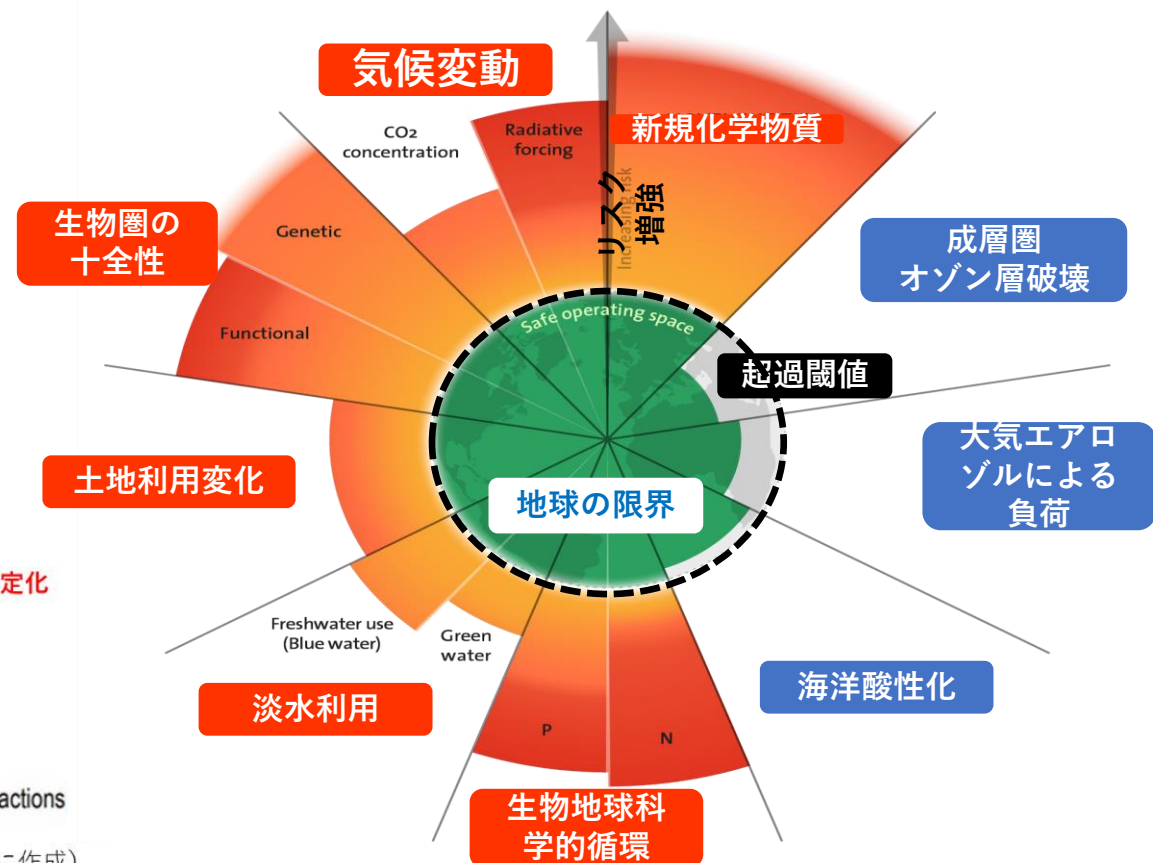 気候変動
CO2
concentration
Radiative
forcing
新規化学物質
リスク
増強
Increasing risk
生物圏の
十全性
Genetic
Functional
成層圏
オゾン層破壊
Safe operating space
超過閾値
大気エアロ
ゾルによる
負荷
土地利用変化
地球の限界
定化
Freshwater use
(Blue water)
Green
water
淡水利用
海洋酸性化
P
N
生物地球科
学的循環
actions
に作成)